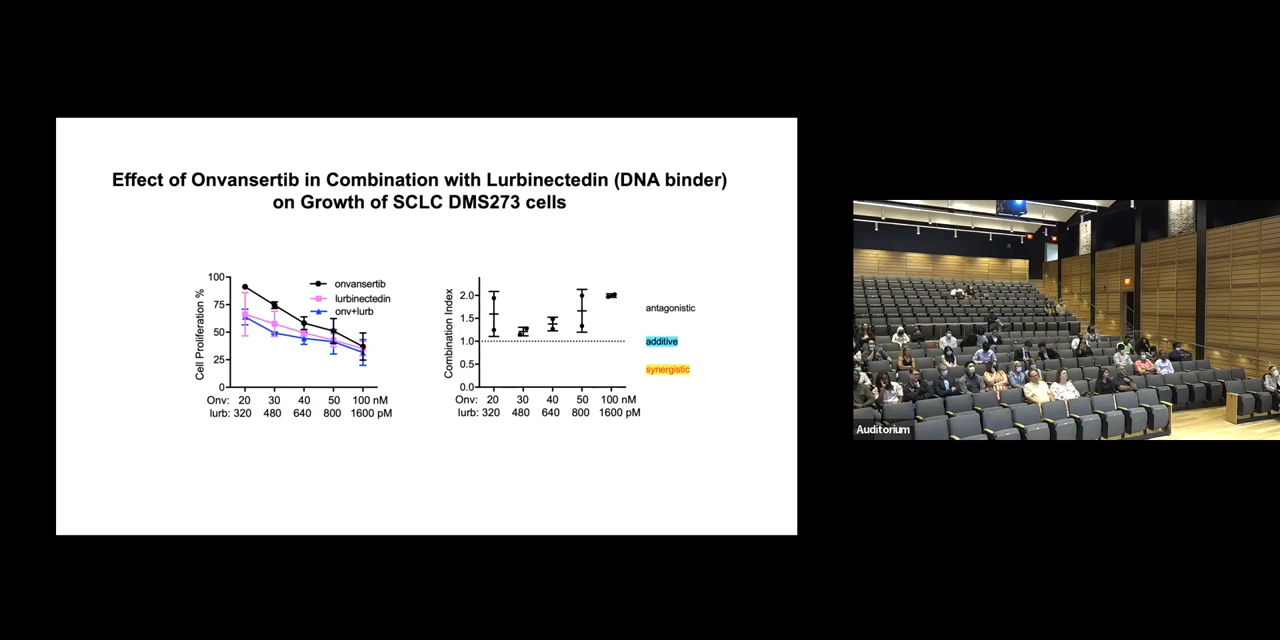 Effect of Onvansertib in Combination with Lurbinectedin (DNA binder)
on Growth of SCLC DMS273 cells
Cell Proliferation %
100
75
50
25
0
onvansertib
lurbinectedin
onv+lurb
Onv: 20 30 40 50 100 nM
lurb: 320 480 640 800 1600 pM
Combination Index
2.0
1.5
1.0
0.5
0.0
antagonistic
additive
synergistic
Onv: 20 30 40 50 100 nM
lurb: 320 480 640 800 1600 pM
Auditorium